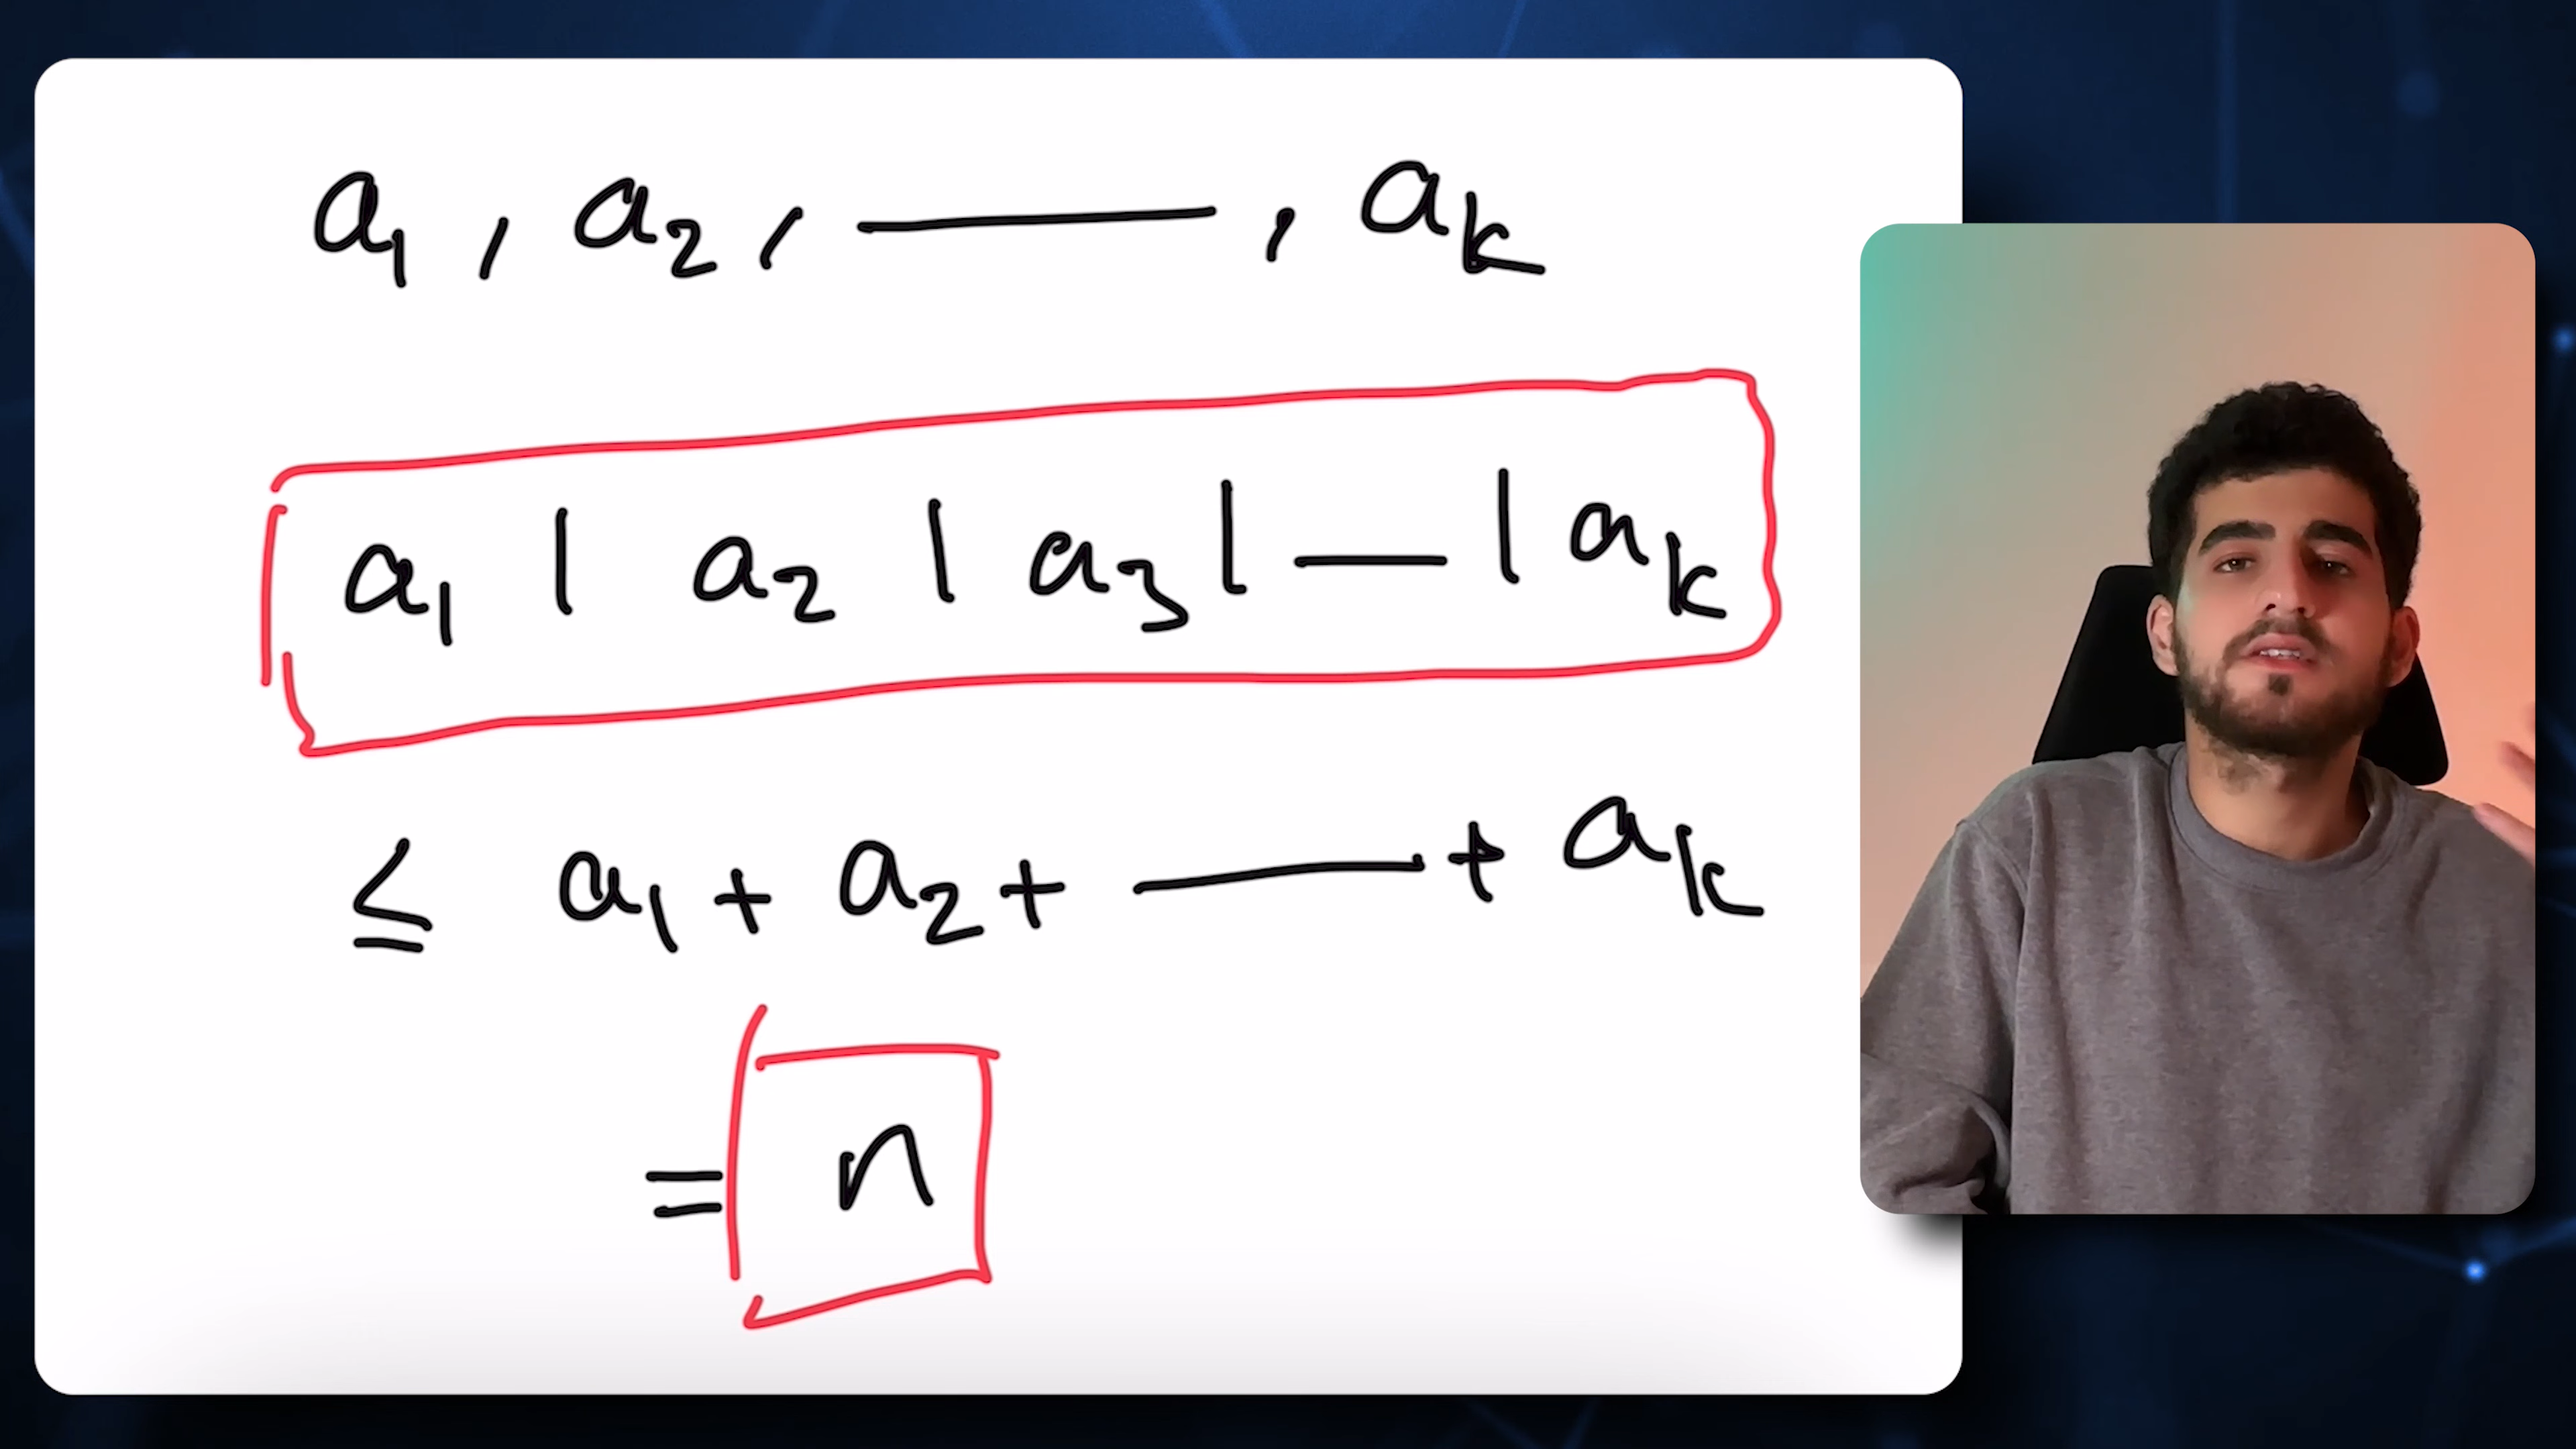 a₁ , a₂ , — , aₖ
a₁ | a₂ | a₃ | — | aₖ
≤ a₁ + a₂ + — + aₖ
= n